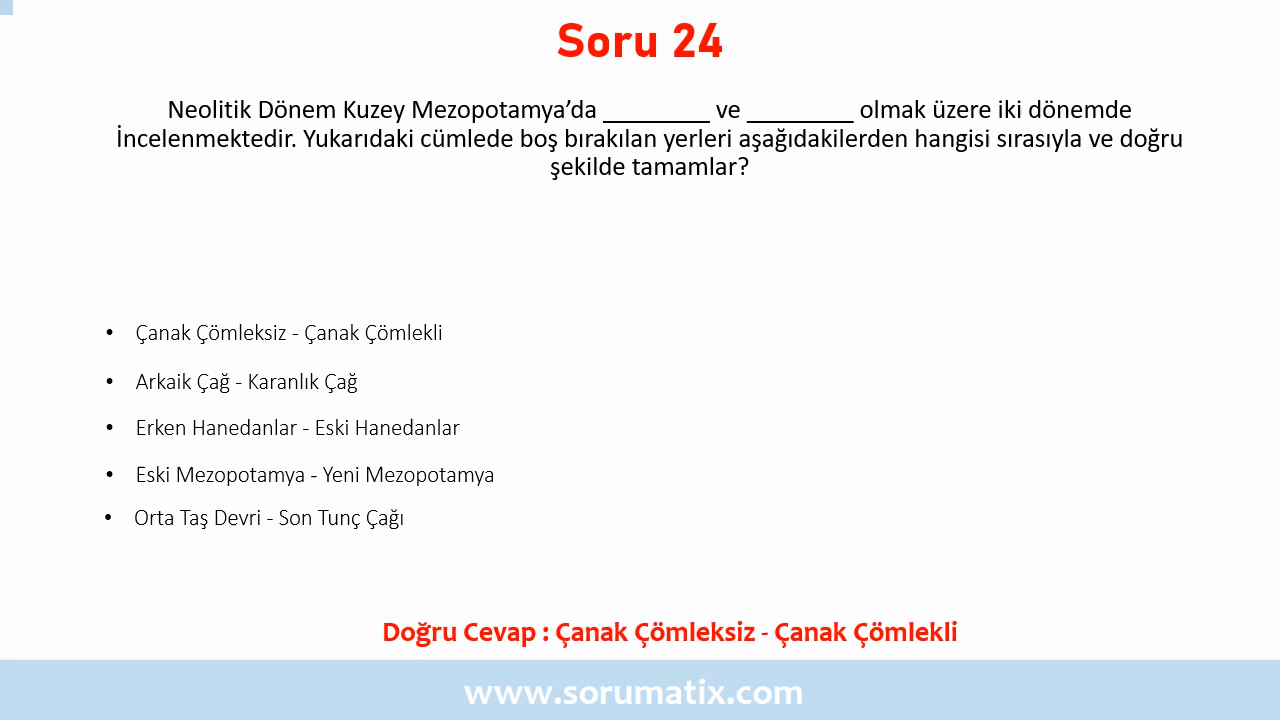 Soru 24
Neolitik Dönem Kuzey Mezopotamya’da ________ ve ________ olmak üzere iki dönemde
İncelenmektedir. Yukarıdaki cümlede boş bırakılan yerleri aşağıdakilerden hangisi sırasıyla ve doğru
şekilde tamamlar?
• Çanak Çömleksiz - Çanak Çömlekli
• Arkaik Çağ - Karanlık Çağ
• Erken Hanedanlar - Eski Hanedanlar
• Eski Mezopotamya - Yeni Mezopotamya
• Orta Taş Devri - Son Tunç Çağı
Doğru Cevap : Çanak Çömleksiz - Çanak Çömlekli
www.sorumatix.com